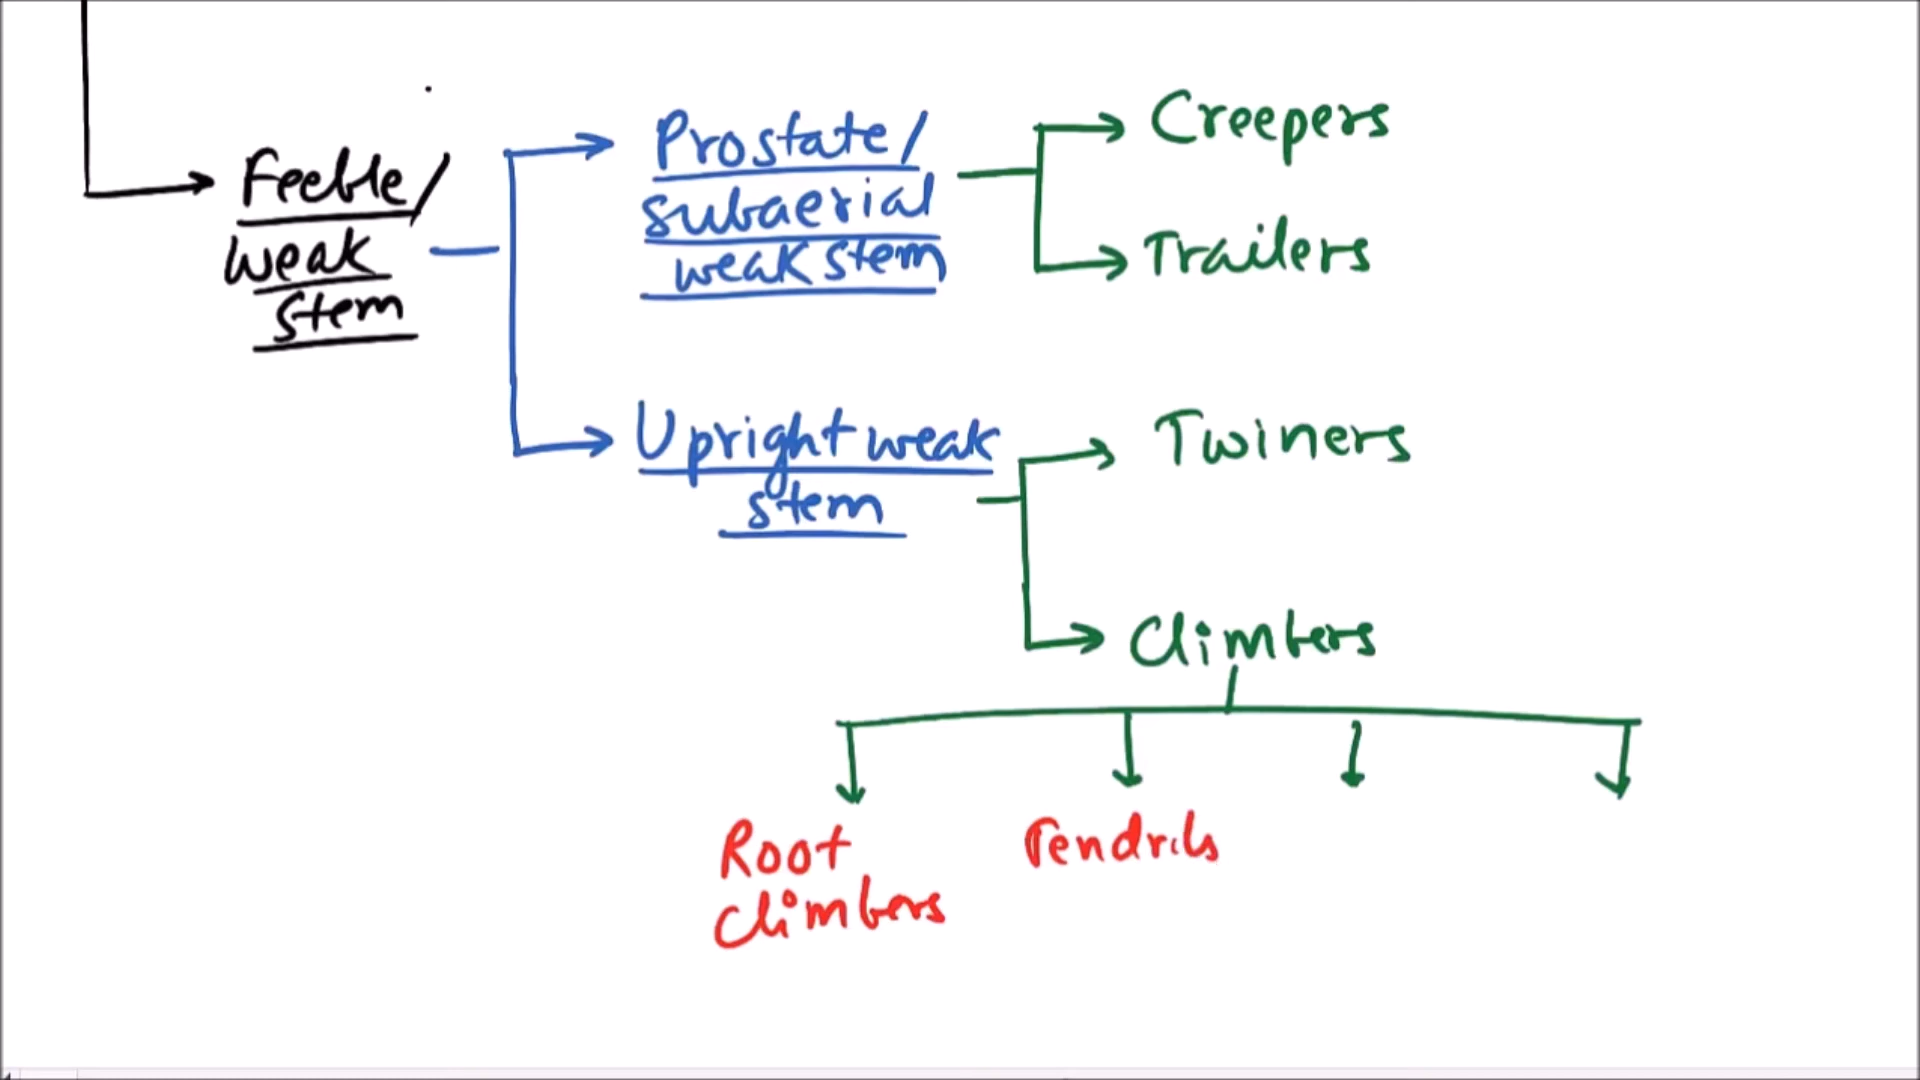 Feeble/
weak
stem
Prostate/
subaerial
weak stem
Creepers
Trailers
Upright weak
stem
Twiners
Climbers
Root
Climbers
Tendrils